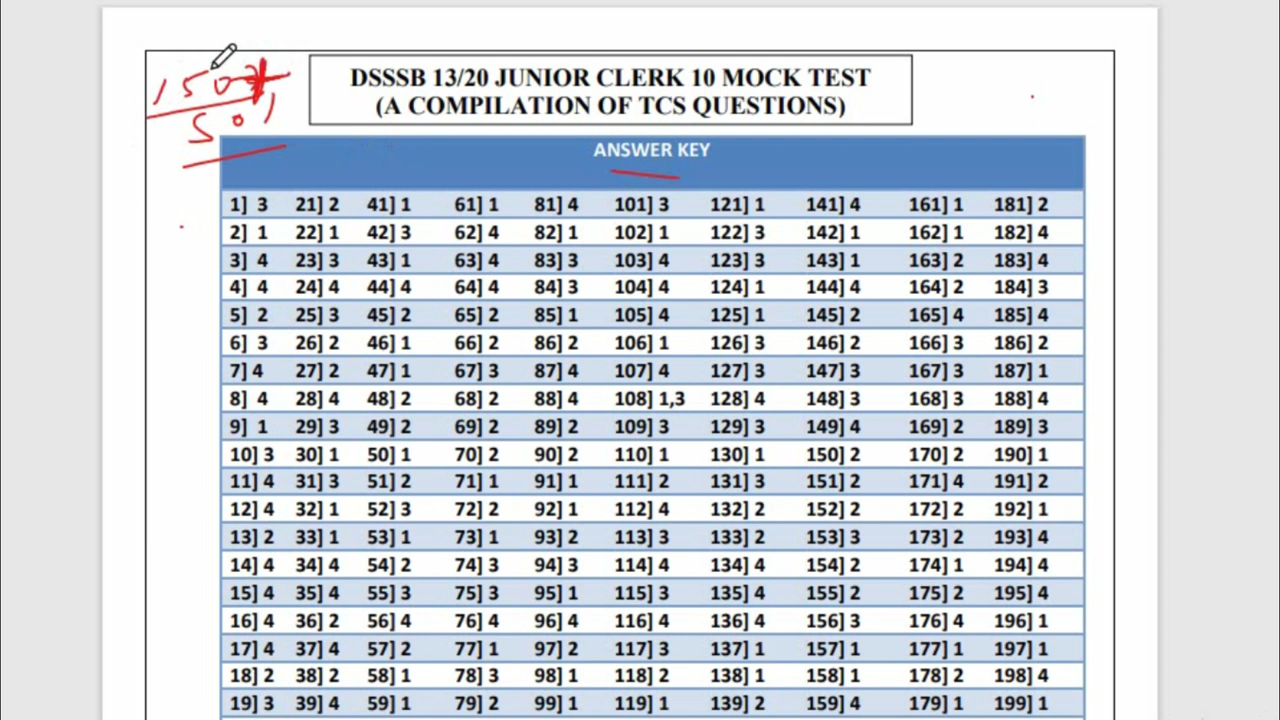 DSSSB 13/20 JUNIOR CLERK 10 MOCK TEST
(A COMPILATION OF TCS QUESTIONS)
501
ANSWER KEY
1] 3 21] 2 41] 1 61] 1 81] 4 101] 3 121] 1 141] 4 161] 1 181] 2
2] 1 22] 1 42] 3 62] 4 82] 1 102] 1 122] 3 142] 1 162] 1 182] 4
3] 4 23] 3 43] 1 63] 4 83] 3 103] 4 123] 3 143] 1 163] 2 183] 4
4] 4 24] 4 44] 4 64] 4 84] 3 104] 4 124] 1 144] 4 164] 2 184] 3
5] 2 25] 3 45] 2 65] 2 85] 1 105] 4 125] 1 145] 2 165] 4 185] 4
6] 3 26] 2 46] 1 66] 2 86] 2 106] 1 126] 3 146] 2 166] 3 186] 2
7] 4 27] 2 47] 1 67] 3 87] 4 107] 4 127] 3 147] 3 167] 3 187] 1
8] 4 28] 4 48] 2 68] 2 88] 4 108] 1,3 128] 4 148] 3 168] 3 188] 4
9] 1 29] 3 49] 2 69] 2 89] 2 109] 3 129] 3 149] 4 169] 2 189] 3
10] 3 30] 1 50] 1 70] 2 90] 2 110] 1 130] 1 150] 2 170] 2 190] 1
11] 4 31] 3 51] 2 71] 1 91] 1 111] 2 131] 3 151] 2 171] 4 191] 2
12] 4 32] 1 52] 3 72] 2 92] 1 112] 4 132] 2 152] 2 172] 2 192] 1
13] 2 33] 1 53] 1 73] 1 93] 2 113] 3 133] 2 153] 3 173] 2 193] 4
14] 4 34] 4 54] 2 74] 3 94] 3 114] 4 134] 4 154] 2 174] 1 194] 4
15] 4 35] 4 55] 3 75] 3 95] 1 115] 3 135] 4 155] 2 175] 2 195] 4
16] 4 36] 2 56] 4 76] 4 96] 4 116] 4 136] 4 156] 3 176] 4 196] 1
17] 4 37] 4 57] 2 77] 1 97] 2 117] 3 137] 1 157] 1 177] 1 197] 1
18] 2 38] 2 58] 1 78] 3 98] 1 118] 2 138] 1 158] 1 178] 2 198] 4
19] 3 39] 4 59] 1 79] 2 99] 1 119] 1 139] 2 159] 4 179] 1 199] 1